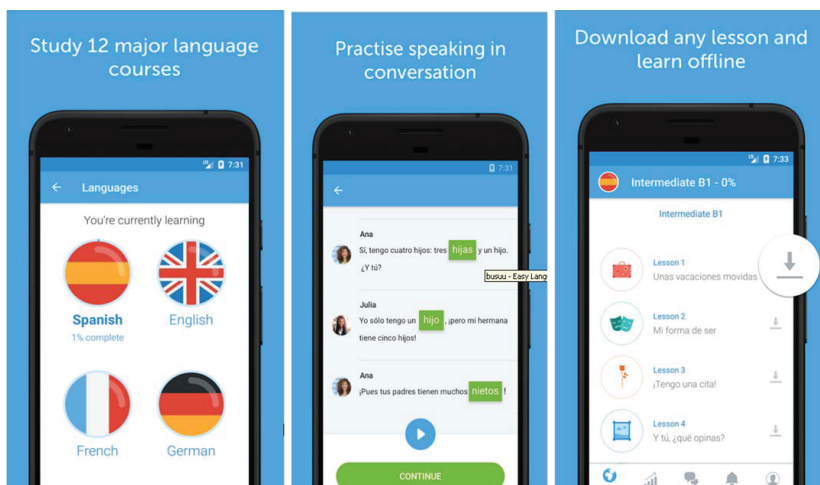 Study 12 major language
courses
7:31
Languages
You're currently learning
Spanish
1% complete
English
French
German
Practise speaking in
conversation
7:31
Ana
Sí, tengo cuatro hijos: tres hijas y un hijo.
¿Y tú?
busuu - Easy Lang
Julia
Yo sólo tengo un hijo , ¡pero mi hermana
tiene cinco hijos!
Ana
¡Pues tus padres tienen muchos nietos !
CONTINUE
Download any lesson and
learn offline
7:33
Intermediate B1 - 0%
Intermediate B1
Lesson 1
Unas vacaciones movidas
Lesson 2
Mi forma de ser
Lesson 3
¡Tengo una cita!
Lesson 4
Y tú, ¿qué opinas?